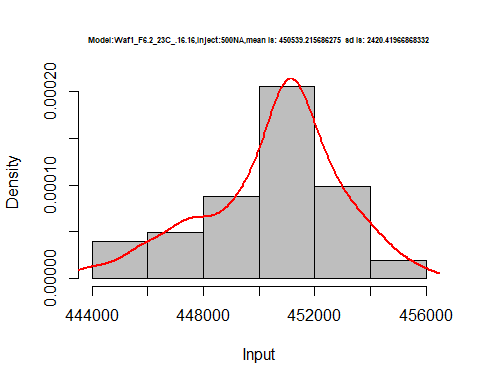 Model:Waf1_F6.2_23C_.16.16,inject:500NA,mean is: 450539.215686275  sd is: 2420.41966868332
0.00020
0.00010
0.00000
Density
444000 448000 452000 456000
Input